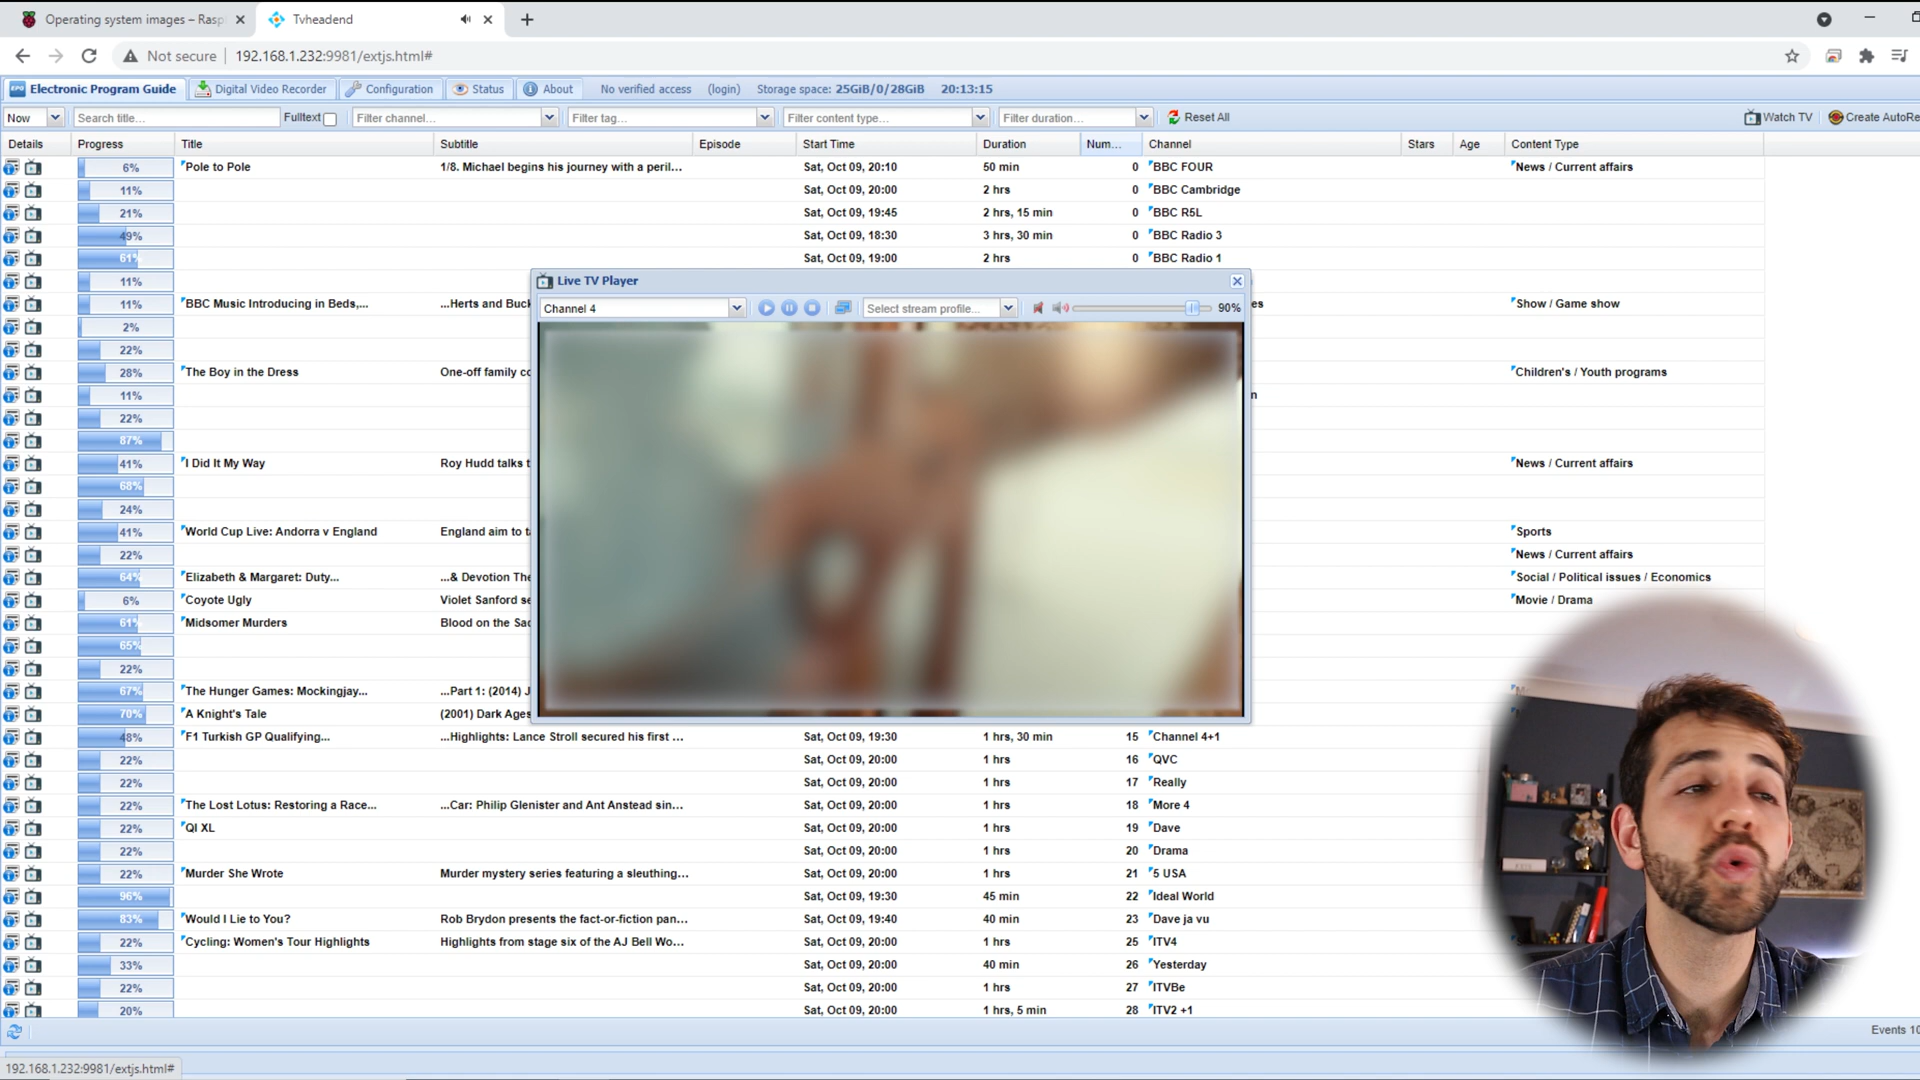 Operating system images – Rasp
Tvheadend
Not secure 192.168.1.232:9981/extjs.html#
Electronic Program Guide Digital Video Recorder Configuration Status About No verified access (login) Storage space: 25GiB/0/28GiB 20:13:15
Now Search title... Fulltext Filter channel... Filter tag... Filter content type... Filter duration... Reset All Watch TV Create AutoRe
Details Progress Title Subtitle Episode Start Time Duration Num... Channel Stars Age Content Type
6% Pole to Pole 1/8. Michael begins his journey with a peril... Sat, Oct 09, 20:10 50 min 0 BBC FOUR News / Current affairs
11% Sat, Oct 09, 20:00 2 hrs 0 BBC Cambridge
21% Sat, Oct 09, 19:45 2 hrs, 15 min 0 BBC R5L
49% Sat, Oct 09, 18:30 3 hrs, 30 min 0 BBC Radio 3
61% Sat, Oct 09, 19:00 2 hrs 0 BBC Radio 1
11%
Live TV Player
11% BBC Music Introducing in Beds,... ...Herts and Buck es Show / Game show
Channel 4 Select stream profile... 90%
2%
22%
28% The Boy in the Dress One-off family co Children's / Youth programs
11% n
22%
87%
41% I Did It My Way Roy Hudd talks t News / Current affairs
68%
24%
41% World Cup Live: Andorra v England England aim to t Sports
22% News / Current affairs
64% Elizabeth & Margaret: Duty... ...& Devotion The Social / Political issues / Economics
6% Coyote Ugly Violet Sanford se Movie / Drama
61% Midsomer Murders Blood on the Sad
65%
22%
67% The Hunger Games: Mockingjay... ...Part 1: (2014) J
70% A Knight's Tale (2001) Dark Ages
48% F1 Turkish GP Qualifying... ...Highlights: Lance Stroll secured his first ... Sat, Oct 09, 19:30 1 hrs, 30 min 15 Channel 4+1
22% Sat, Oct 09, 20:00 1 hrs 16 QVC
22% Sat, Oct 09, 20:00 1 hrs 17 Really
22% The Lost Lotus: Restoring a Race... ...Car: Philip Glenister and Ant Anstead sin... Sat, Oct 09, 20:00 1 hrs 18 More 4
22% QI XL Sat, Oct 09, 20:00 1 hrs 19 Dave
22% Sat, Oct 09, 20:00 1 hrs 20 Drama
22% Murder She Wrote Murder mystery series featuring a sleuthing... Sat, Oct 09, 20:00 1 hrs 21 5 USA
96% Sat, Oct 09, 19:30 45 min 22 Ideal World
83% Would I Lie to You? Rob Brydon presents the fact-or-fiction pan... Sat, Oct 09, 19:40 40 min 23 Dave ja vu
22% Cycling: Women's Tour Highlights Highlights from stage six of the AJ Bell Wo... Sat, Oct 09, 20:00 1 hrs 25 ITV4
33% Sat, Oct 09, 20:00 40 min 26 Yesterday
22% Sat, Oct 09, 20:00 1 hrs 27 ITVBe
20% Sat, Oct 09, 20:00 1 hrs, 5 min 28 ITV2 +1
Events 10
192.168.1.232:9981/extjs.html#